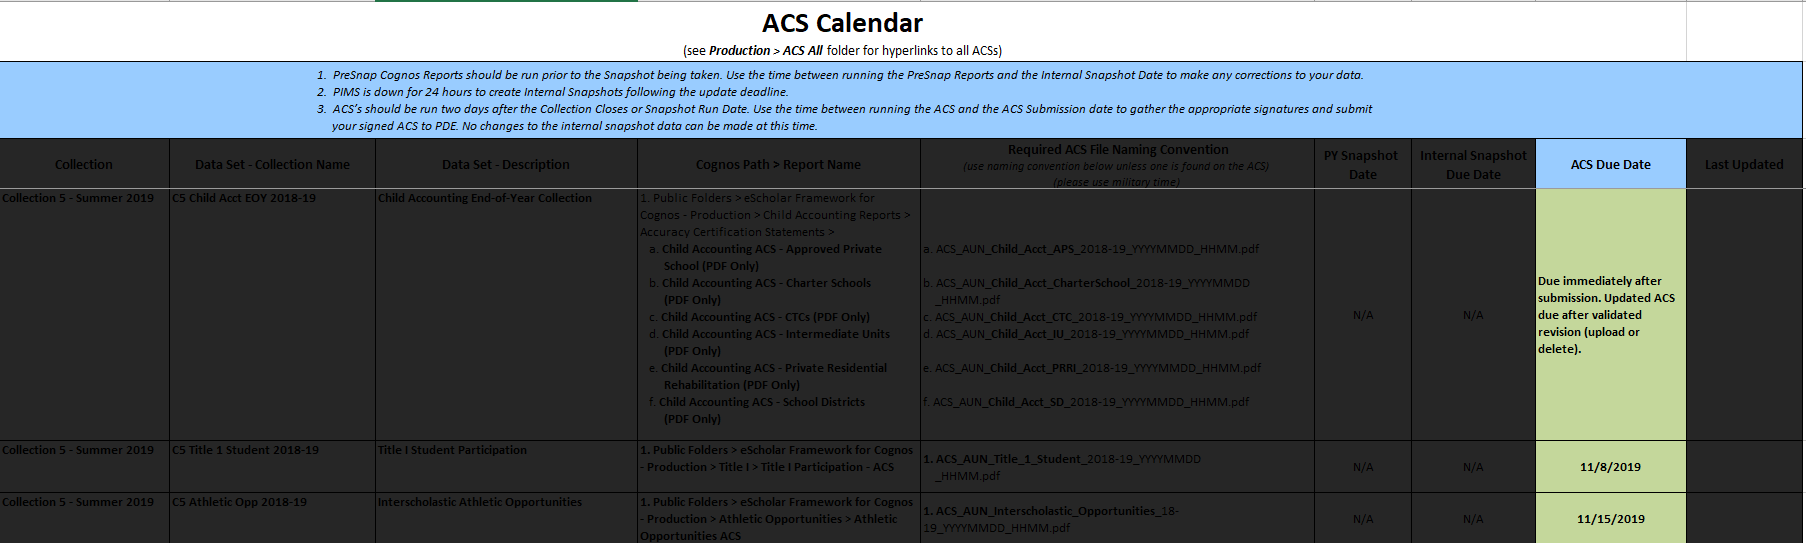 ACS Calendar
(see Production > ACS All folder for hyperlinks to all ACSs)
1. PreSnap Cognos Reports should be run prior to the Snapshot being taken. Use the time between running the PreSnap Reports and the Internal Snapshot Date to make any corrections to your data.
2. PIMS is down for 24 hours to create Internal Snapshots following the update deadline.
3. ACS's should be run two days after the Collection Closes or Snapshot Run Date. Use the time between running the ACS and the ACS Submission date to gather the appropriate signatures and submit
your signed ACS to PDE. No changes to the internal snapshot data can be made at this time.
Collection
Data Set - Collection Name
Data Set - Description
Cognos Path > Report Name
Required ACS File Naming Convention
(use naming convention below unless one is found on the ACS)
(please use military time)
PY Snapshot
Date
Internal Snapshot
Due Date
ACS Due Date
Last Updated
Collection 5 - Summer 2019
C5 Child Acct EOY 2018-19
Child Accounting End-of-Year Collection
1. Public Folders > eScholar Framework for
Cognos - Production > Child Accounting Reports >
Accuracy Certification Statements >
a. Child Accounting ACS - Approved Private
School (PDF Only)
b. Child Accounting ACS - Charter Schools
(PDF Only)
c. Child Accounting ACS - CTCs (PDF Only)
d. Child Accounting ACS - Intermediate Units
(PDF Only)
e. Child Accounting ACS - Private Residential
Rehabilitation (PDF Only)
f. Child Accounting ACS - School Districts
(PDF Only)
a. ACS_AUN_Child_Acct_APS_2018-19_YYYYMMDD_HHMM.pdf
b. ACS_AUN_Child_Acct_CharterSchool_2018-19_YYYYMMDD
_HHMM.pdf
c. ACS_AUN_Child_Acct_CTC_2018-19_YYYYMMDD_HHMM.pdf
d. ACS_AUN_Child_Acct_IU_2018-19_YYYYMMDD_HHMM.pdf
e. ACS_AUN_Child_Acct_PRRI_2018-19_YYYYMMDD_HHMM.pdf
f. ACS_AUN_Child_Acct_SD_2018-19_YYYYMMDD_HHMM.pdf
N/A
N/A
Due immediately after
submission. Updated ACS
due after validated
revision (upload or
delete).
Collection 5 - Summer 2019
C5 Title 1 Student 2018-19
Title I Student Participation
1. Public Folders > eScholar Framework for Cognos
- Production > Title I > Title I Participation - ACS
1. ACS_AUN_Title_1_Student_2018-19_YYYYMMDD
_HHMM.pdf
N/A
N/A
11/8/2019
Collection 5 - Summer 2019
C5 Athletic Opp 2018-19
Interscholastic Athletic Opportunities
1. Public Folders > eScholar Framework for Cognos
- Production > Athletic Opportunities > Athletic
Opportunities ACS
1. ACS_AUN_Interscholastic_Opportunities_18-
19_YYYYMMDD_HHMM.pdf
N/A
N/A
11/15/2019